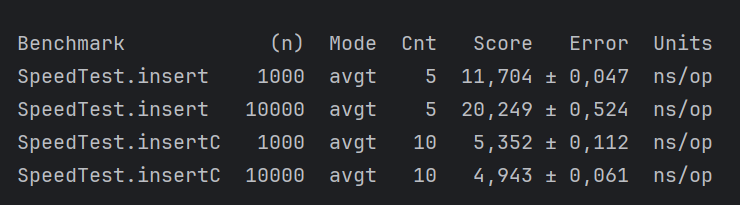 Benchmark (n) Mode Cnt Score Error Units
SpeedTest.insert 1000 avgt 5 11,704 ± 0,047 ns/op
SpeedTest.insert 10000 avgt 5 20,249 ± 0,524 ns/op
SpeedTest.insertC 1000 avgt 10 5,352 ± 0,112 ns/op
SpeedTest.insertC 10000 avgt 10 4,943 ± 0,061 ns/op